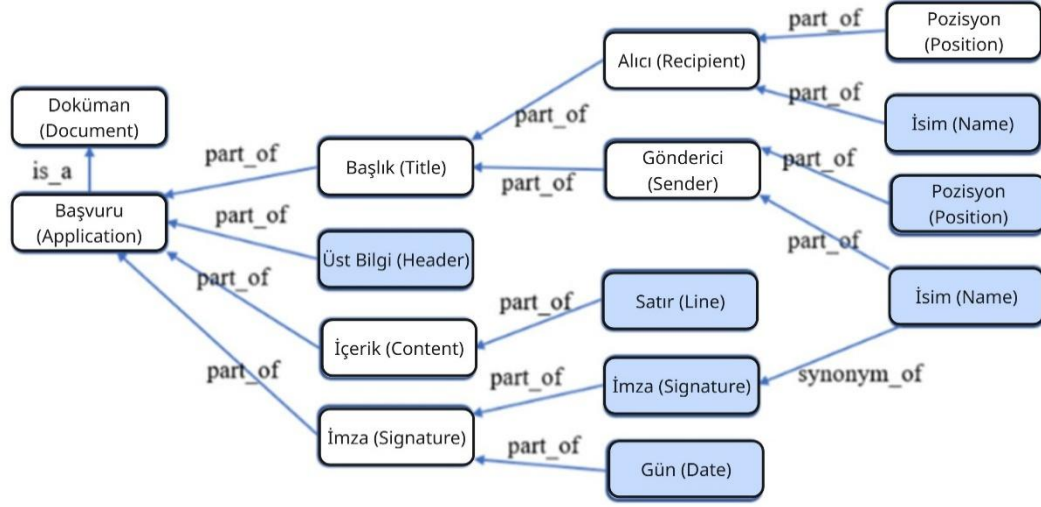 part_of
Pozisyon
(Position)
Alıcı (Recipient)
part_of
Doküman
(Document)
part_of
İsim (Name)
part_of
Başlık (Title)
Gönderici
(Sender)
is_a
part_of
part_of
Pozisyon
(Position)
Başvuru
(Application)
part_of
part_of
Üst Bilgi (Header)
part_of
part_of
Satır (Line)
İsim (Name)
İçerik (Content)
part_of
part_of
İmza (Signature)
synonym_of
İmza (Signature)
part_of
Gün (Date)